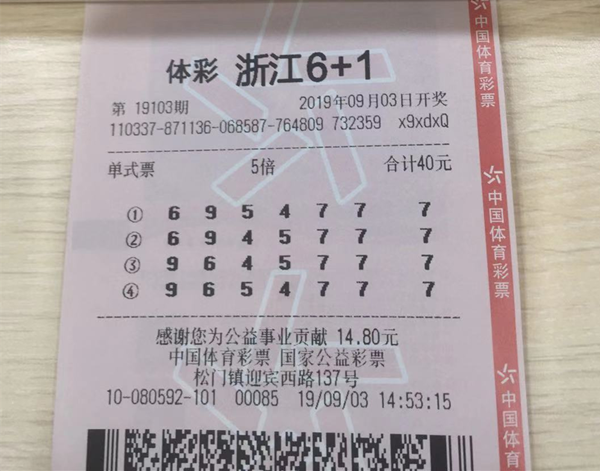 体彩 浙江6+1
第 19103期 2019年09月03日开奖
110337-871136-068587-764809 732359 x9xdxQ
单式票 5倍 合计40元
① 6 9 5 4 7 7 7
② 6 9 4 5 7 7 7
③ 9 6 4 5 7 7 7
④ 9 6 5 4 7 7 7
感谢您为公益事业贡献 14.80元
中国体育彩票 国家公益彩票
松门镇迎宾西路137号
10-080592-101 00085 19/09/03 14:53:15
中国体育彩票
中国体育彩票
中国体育